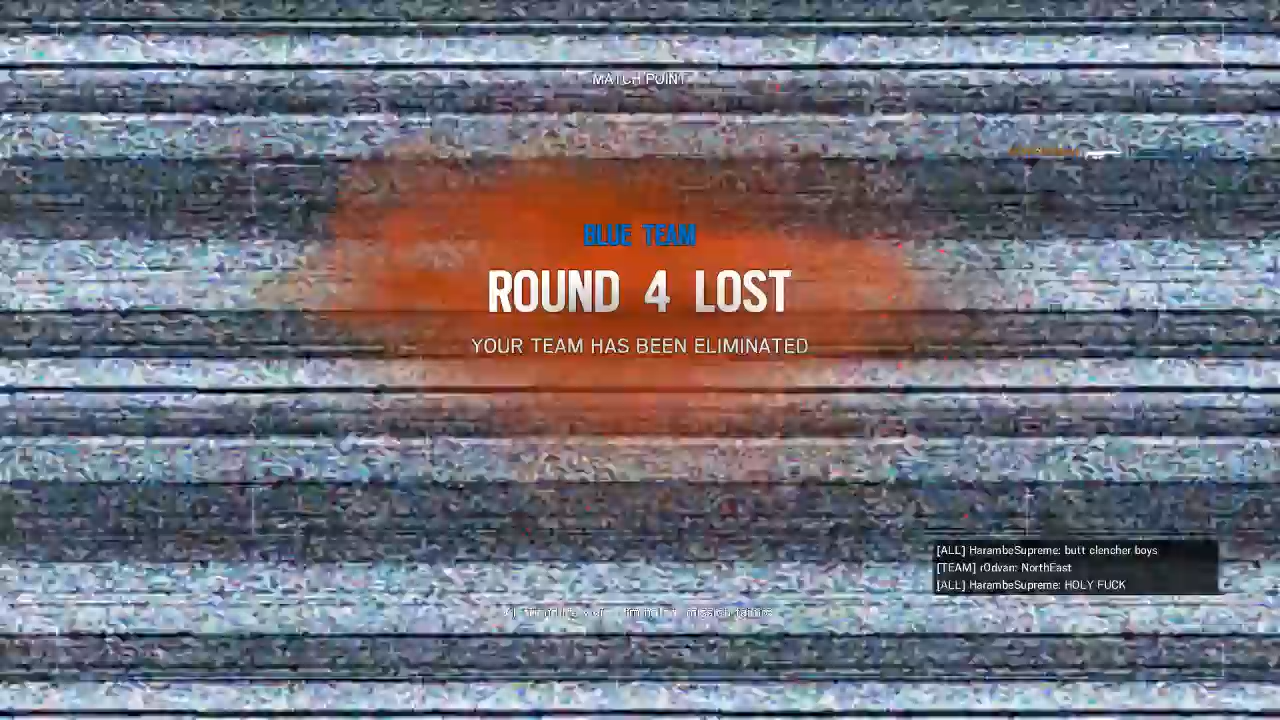 MATCH POINT
BLUE TEAM
ROUND 4 LOST
YOUR TEAM HAS BEEN ELIMINATED
[ALL] HarambeSupreme: butt clencher boys
[TEAM] r0dvan: NorthEast
[ALL] HarambeSupreme: HOLY FUCK